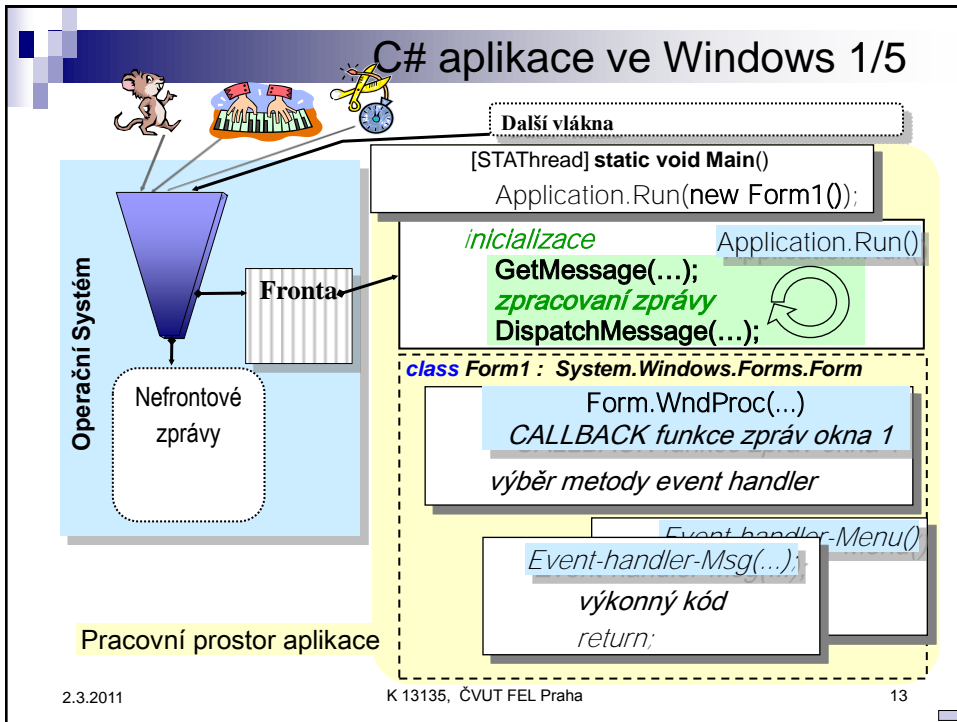 C# aplikace ve Windows 1/5
Další vlákna
[STAThread] static void Main()
Application.Run(new Form1());
inicializace
Application.Run();
GetMessage(...);
zpracovaní zprávy
DispatchMessage(...);
Operační Systém
Fronta
Nefrontové
zprávy
class Form1 : System.Windows.Forms.Form
Form.WndProc(...)
CALLBACK funkce zpráv okna 1
výběr metody event handler
Event-handler-Menu()
Event-handler-Msg(...);
výkonný kód
return;
Pracovní prostor aplikace
2.3.2011
K 13135, ČVUT FEL Praha
13